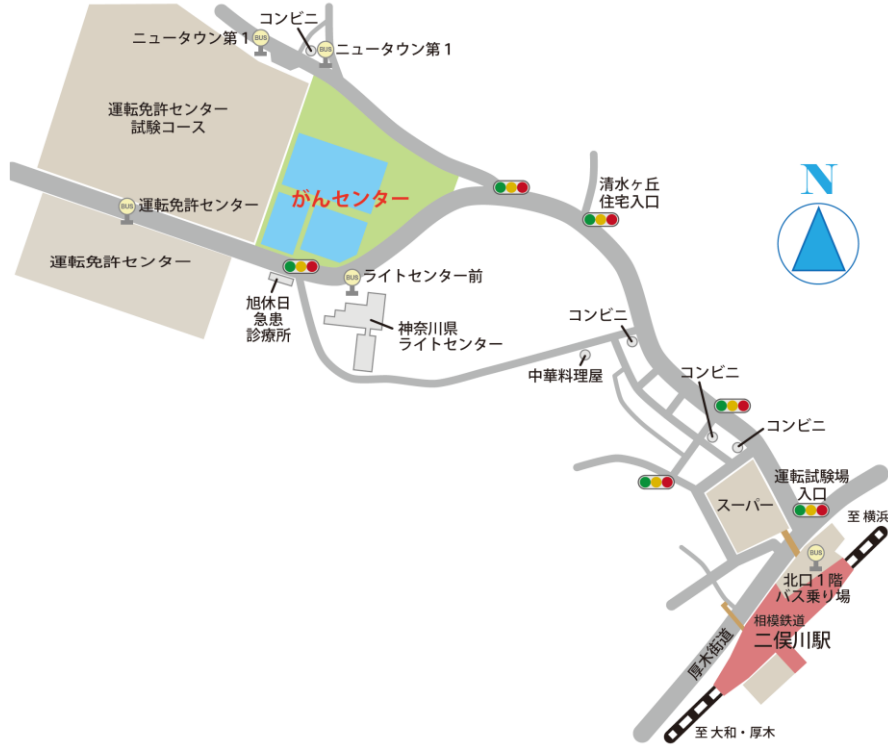 コンビニ
ニュータウン第1
BUS
BUS
ニュータウン第1
運転免許センター
試験コース
がんセンター
清水ヶ丘
住宅入口
N
BUS
運転免許センター
運転免許センター
BUS
ライトセンター前
旭休日
急患
診療所
神奈川県
ライトセンター
コンビニ
中華料理屋
コンビニ
コンビニ
運転試験場
入口
スーパー
至 横浜
BUS
北口1階
バス乗り場
相模鉄道
二俣川駅
厚木街道
至 大和・厚木